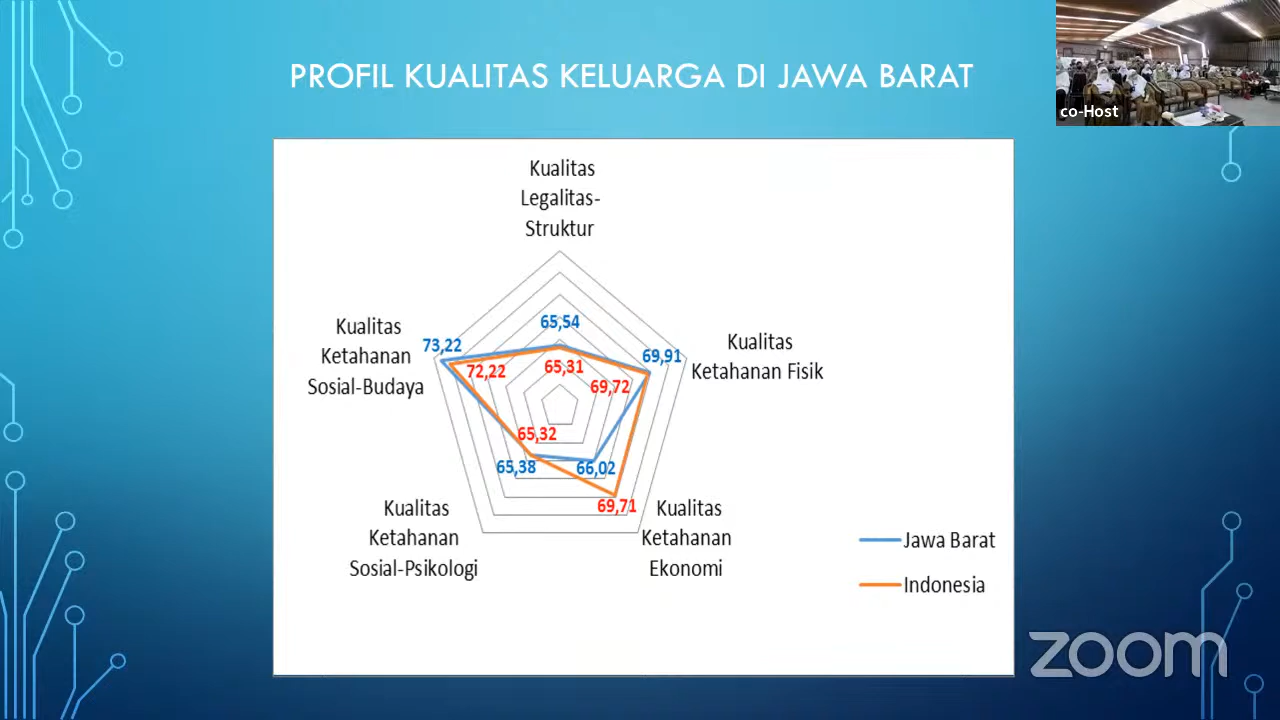 PROFIL KUALITAS KELUARGA DI JAWA BARAT
co-Host
Kualitas
Legalitas-
Struktur
65,54
65,31
Kualitas
Ketahanan Fisik
69,91
69,72
Kualitas
Ketahanan
Ekonomi
66,02
69,71
Kualitas
Ketahanan
Sosial-Psikologi
65,32
65,38
Kualitas
Ketahanan
Sosial-Budaya
73,22
72,22
Jawa Barat
Indonesia
zoom